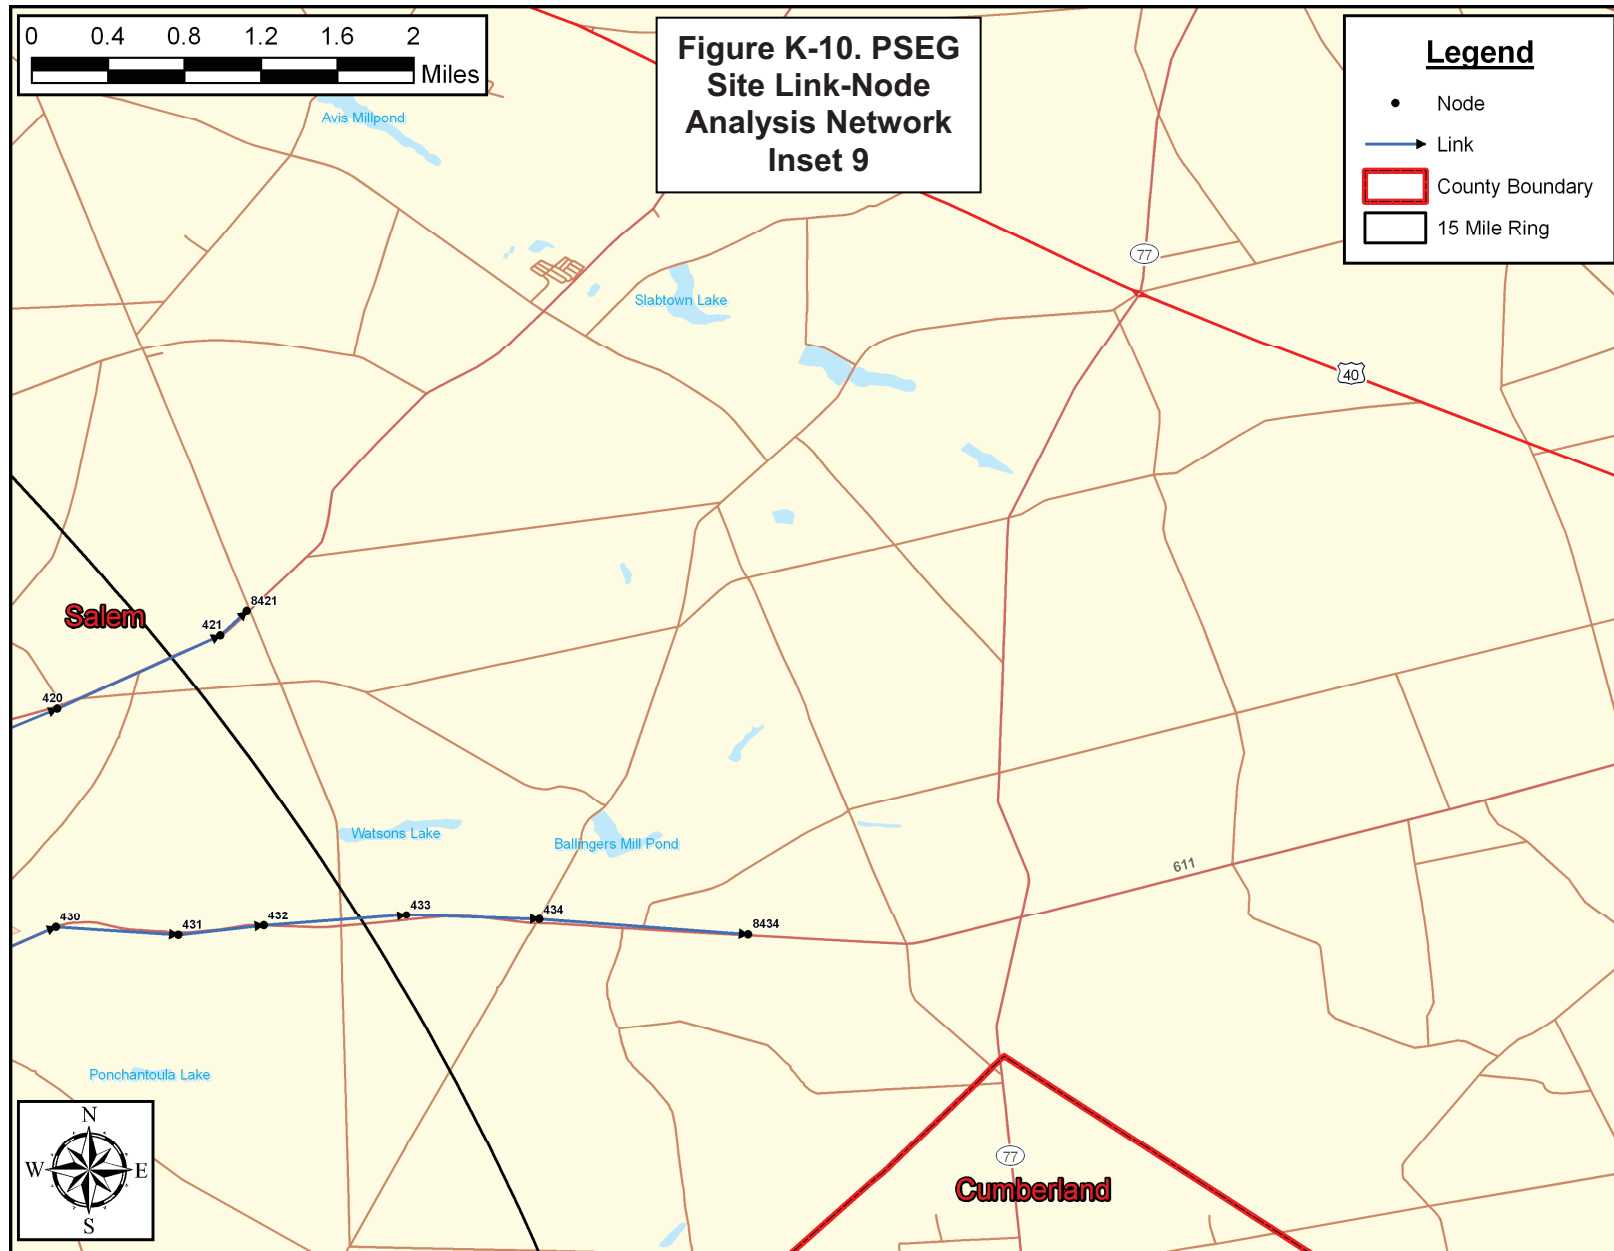 0 0.4 0.8 1.2 1.6 2
Miles
Figure K-10. PSEG
Site Link-Node
Analysis Network
Inset 9
Legend
Node
Link
County Boundary
15 Mile Ring
Avis Millpond
77
Slabtown Lake
40
8421
Salem
421
420
Watsons Lake
Ballingers Mill Pond
611
430
431
432
433
434
8434
Ponchantoula Lake
N
W E
S
77
Cumberland